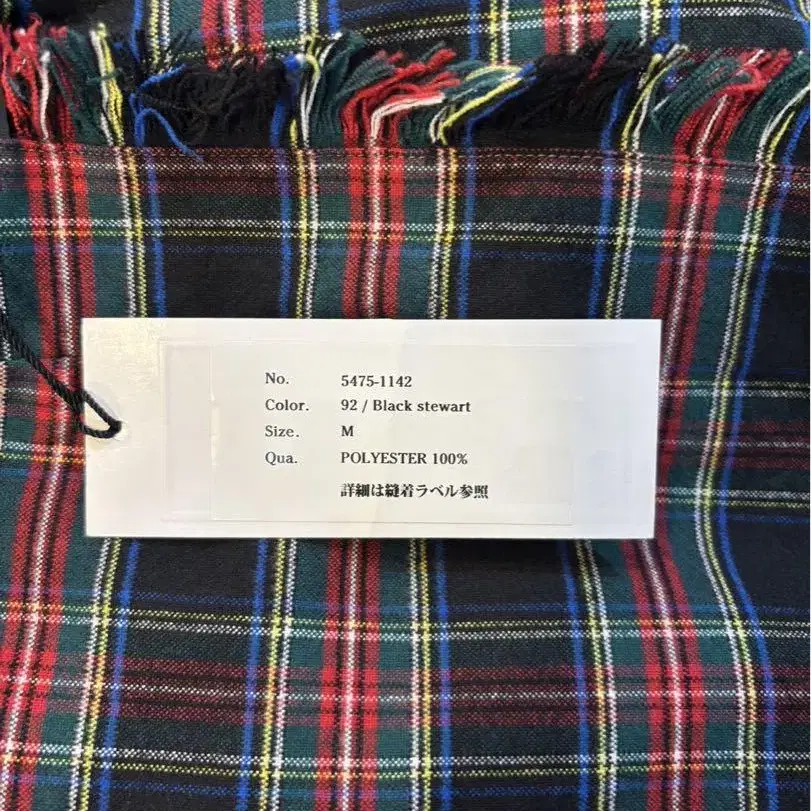 No. 5475-1142
Color. 92 / Black stewart
Size. M
Qua. POLYESTER 100%
詳細は縫着ラベル参照